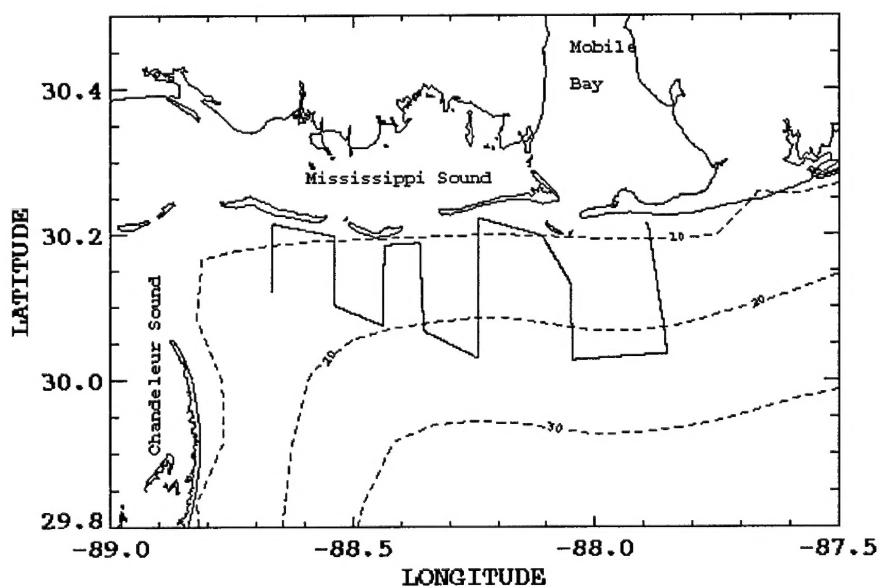 Mobile
Bay
30.4
Mississippi Sound
30.2
10
LATITUDE
Chandeleur Sound
20
20
30.0
30
29.8
-89.0
-88.5
-88.0
-87.5
LONGITUDE